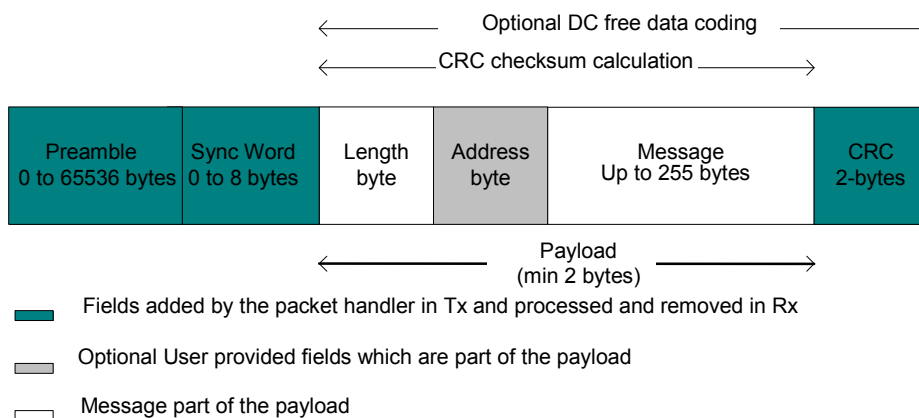 Optional DC free data coding
CRC checksum calculation
Preamble
0 to 65536 bytes
Sync Word
0 to 8 bytes
Length
byte
Address
byte
Message
Up to 255 bytes
CRC
2-bytes
Payload
(min 2 bytes)
Fields added by the packet handler in Tx and processed and removed in Rx
Optional User provided fields which are part of the payload
Message part of the payload